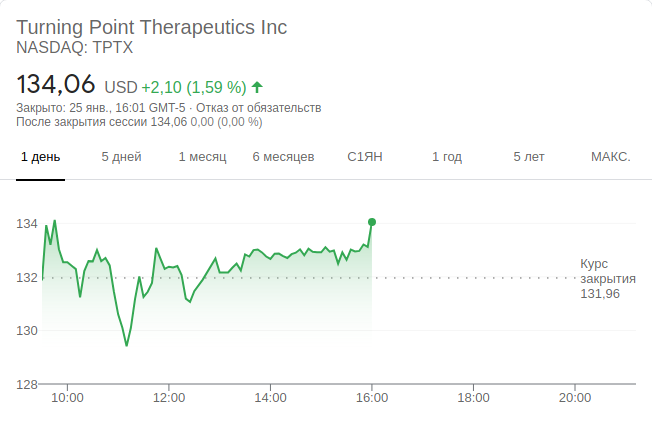 Turning Point Therapeutics Inc
NASDAQ: TPTX
134,06 USD +2,10 (1,59 %)
Закрыто: 25 янв., 16:01 GMT-5 · Отказ от обязательств
После закрытия сессии 134,06 0,00 (0,00 %)
1 день 5 дней 1 месяц 6 месяцев С1ЯН 1 год 5 лет МАКС.
134
132
130
128
Курс
закрытия
131,96
10:00 12:00 14:00 16:00 18:00 20:00